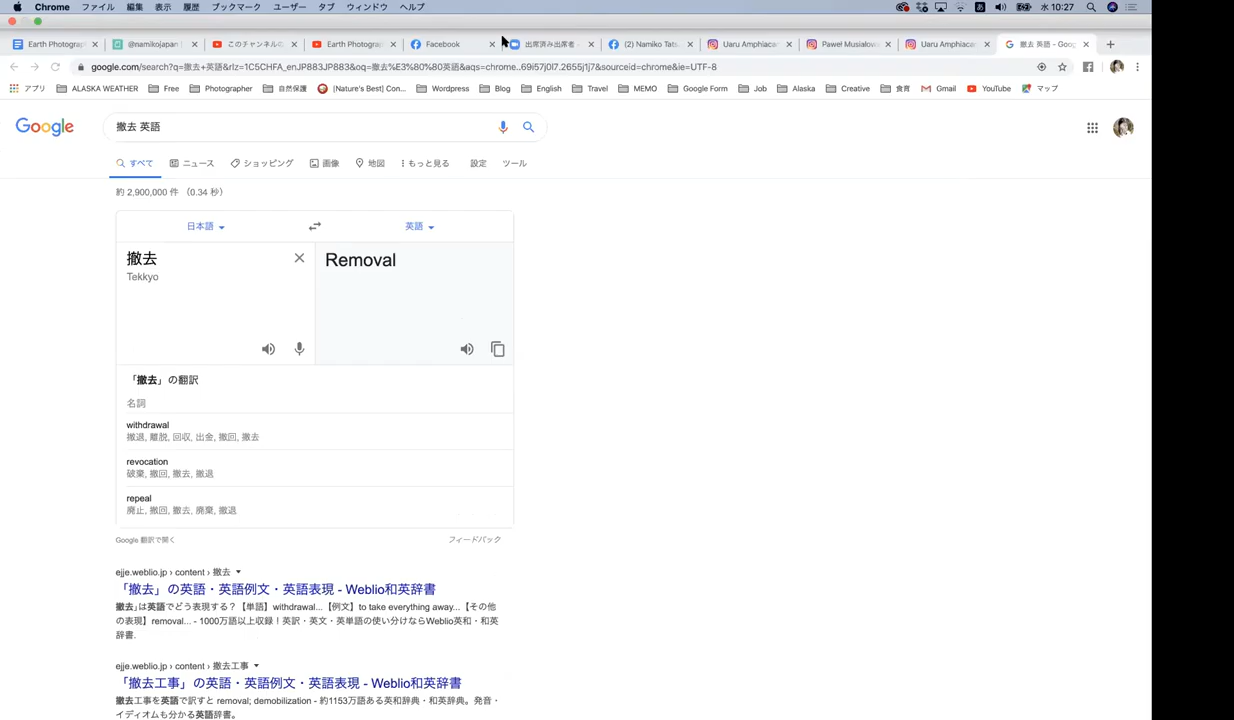 Chrome ファイル 編集 表示 履歴 ブックマーク ユーザー タブ ウィンドウ ヘルプ
あ 水 10:27
Earth Photograp @namikojapan このチャンネルの Earth Photograp Facebook 出席済み出席者 - (2) Namiko Tats Uaru Amphiacan Paweł Musiałow Uaru Amphiacan 撤去 英語 - Goog
google.com/search?q=撤去+英語&rlz=1C5CHFA_enJP883JP883&oq=撤去%E3%80%80英語&aqs=chrome..69i57j0l7.2655j1j7&sourceid=chrome&ie=UTF-8
アプリ ALASKA WEATHER Free Photographer 自然保護 |Nature's Best| Con... Wordpress Blog English Travel MEMO Google Form Job Alaska Creative 食育 Gmail YouTube マップ
Google
撤去 英語
すべて ニュース ショッピング 画像 地図 もっと見る 設定 ツール
約 2,900,000 件 （0.34 秒）
日本語 英語
撤去
Tekkyo
Removal
「撤去」の翻訳
名詞
withdrawal
撤退, 離脱, 回収, 出金, 撤回, 撤去
revocation
破棄, 撤回, 撤去, 撤退
repeal
廃止, 撤回, 撤去, 廃棄, 撤退
Google 翻訳で開く フィードバック
ejje.weblio.jp › content › 撤去
「撤去」の英語・英語例文・英語表現 - Weblio和英辞書
撤去」は英語でどう表現する？【単語】withdrawal...【例文】to take everything away...【その他
の表現】removal... - 1000万語以上収録！英訳・英文・英単語の使い分けならWeblio英和・和英
辞書.
ejje.weblio.jp › content › 撤去工事
「撤去工事」の英語・英語例文・英語表現 - Weblio和英辞書
撤去工事を英語で訳すと removal; demobilization - 約1153万語ある英和辞典・和英辞典。発音・
イディオムも分かる英語辞書。